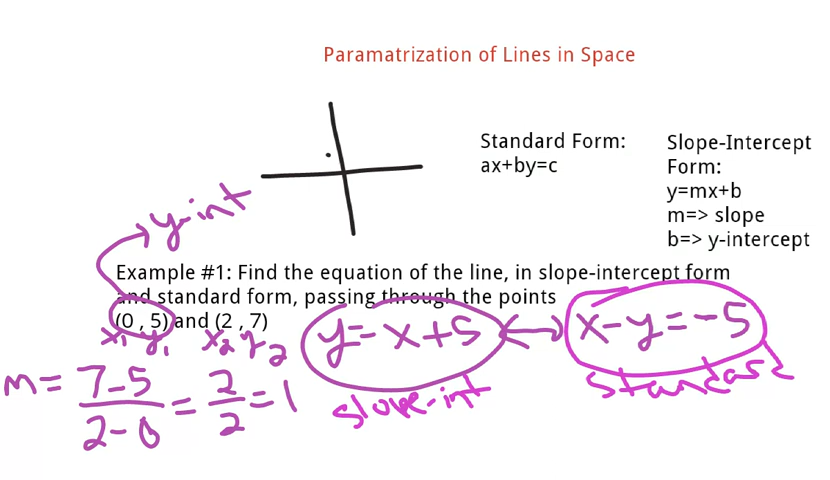 Paramatrization of Lines in Space
Standard Form:
ax+by=c
Slope-Intercept
Form:
y=mx+b
m=> slope
b=> y-intercept
y-int
Example #1: Find the equation of the line, in slope-intercept form
and standard form, passing through the points
(0 , 5) and (2 , 7)
x1 y1 x2 y2
y=x+5 ↔ x-y=-5
slope-int standard
m = 7-5/2-0 = 2/2 = 1